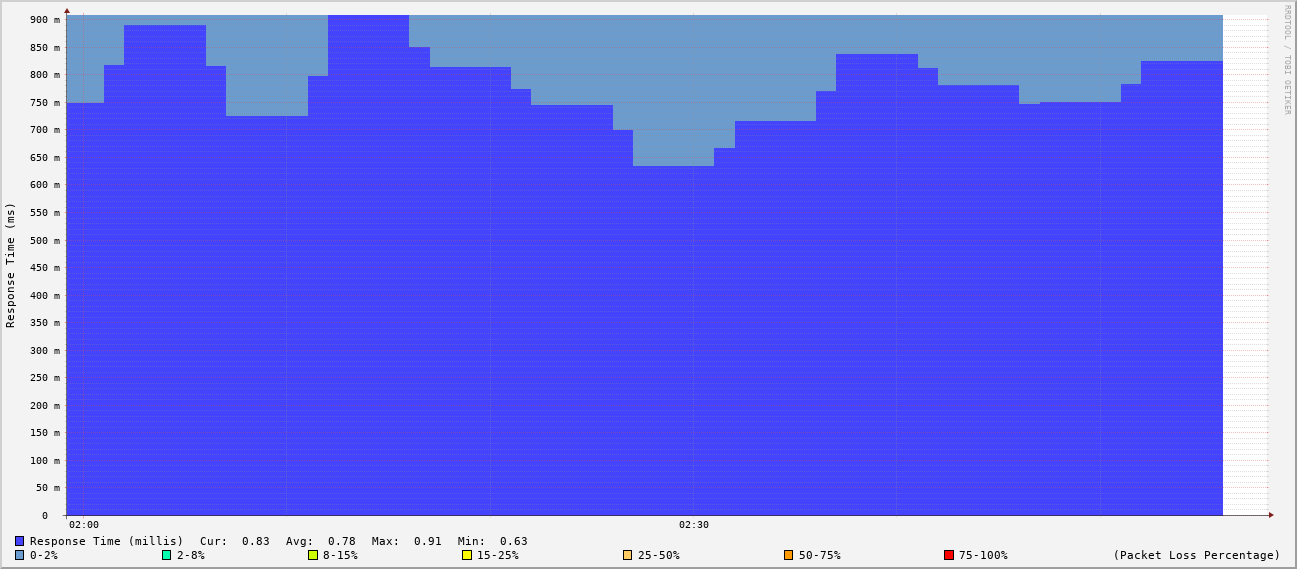 RRDTOOL / TOBI OETIKER
Response Time (ms)
900 m
850 m
800 m
750 m
700 m
650 m
600 m
550 m
500 m
450 m
400 m
350 m
300 m
250 m
200 m
150 m
100 m
50 m
0
02:00 02:30
Response Time (millis) Cur: 0.83 Avg: 0.78 Max: 0.91 Min: 0.63
0-2% 2-8% 8-15% 15-25% 25-50% 50-75% 75-100% (Packet Loss Percentage)